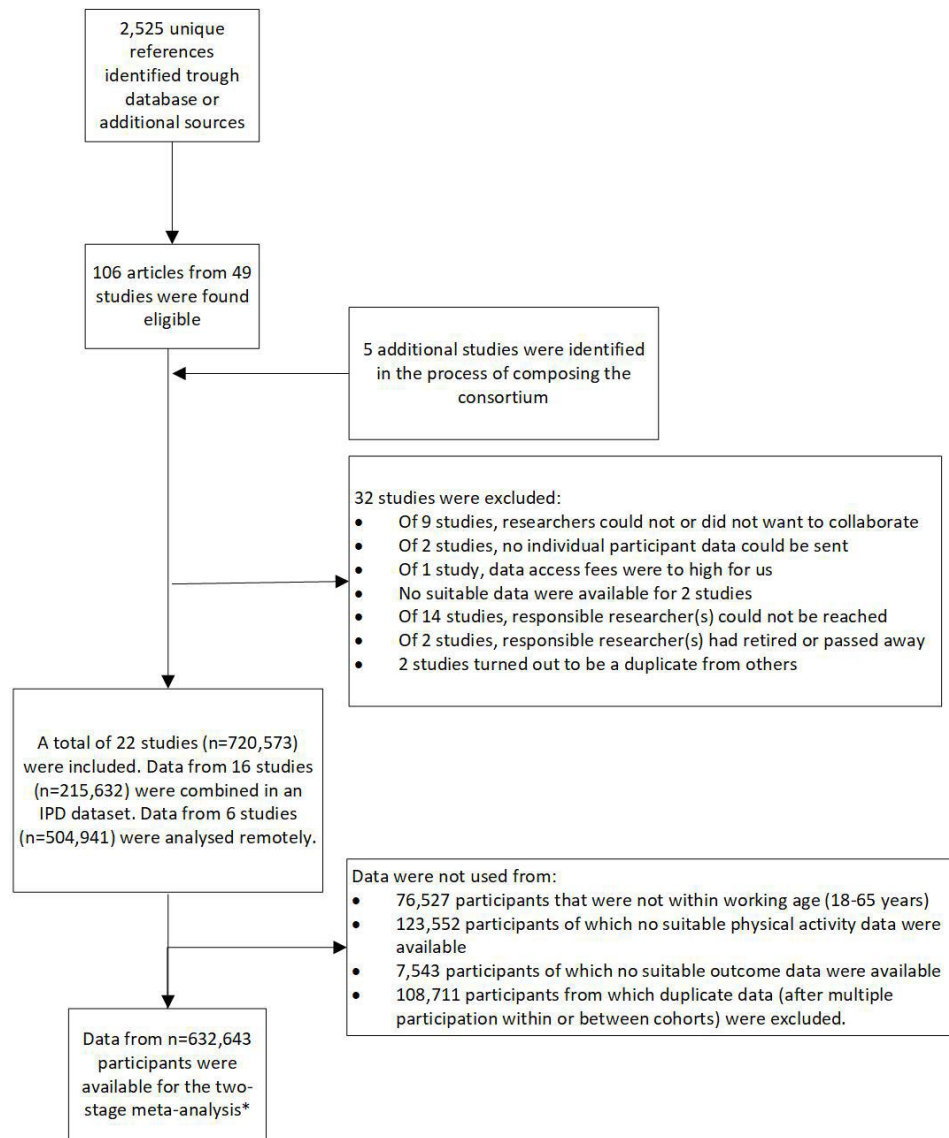 2,525 unique
references
identified trough
database or
additional sources
106 articles from 49
studies were found
eligible
5 additional studies were identified
in the process of composing the
consortium
32 studies were excluded:
• Of 9 studies, researchers could not or did not want to collaborate
• Of 2 studies, no individual participant data could be sent
• Of 1 study, data access fees were to high for us
• No suitable data were available for 2 studies
• Of 14 studies, responsible researcher(s) could not be reached
• Of 2 studies, responsible researcher(s) had retired or passed away
• 2 studies turned out to be a duplicate from others
A total of 22 studies (n=720,573)
were included. Data from 16 studies
(n=215,632) were combined in an
IPD dataset. Data from 6 studies
(n=504,941) were analysed remotely.
Data were not used from:
• 76,527 participants that were not within working age (18-65 years)
• 123,552 participants of which no suitable physical activity data were
available
• 7,543 participants of which no suitable outcome data were available
• 108,711 participants from which duplicate data (after multiple
participation within or between cohorts) were excluded.
Data from n=632,643
participants were
available for the two-
stage meta-analysis*